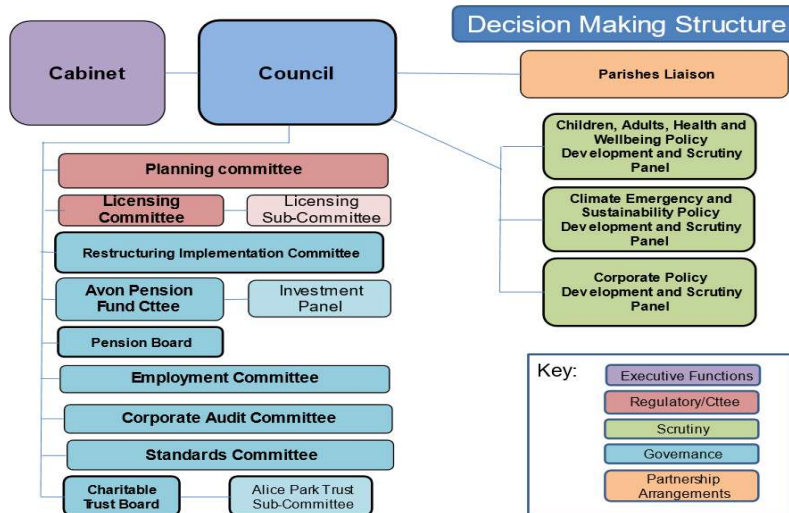 Decision Making Structure
Cabinet
Council
Parishes Liaison
Children, Adults, Health and
Wellbeing Policy
Development and Scrutiny
Panel
Climate Emergency and
Sustainability Policy
Development and Scrutiny
Panel
Corporate Policy
Development and Scrutiny
Panel
Planning committee
Licensing
Committee
Licensing
Sub-Committee
Restructuring Implementation Committee
Avon Pension
Fund Cttee
Investment
Panel
Pension Board
Employment Committee
Corporate Audit Committee
Standards Committee
Charitable
Trust Board
Alice Park Trust
Sub-Committee
Key:
Executive Functions
Regulatory/Cttee
Scrutiny
Governance
Partnership
Arrangements